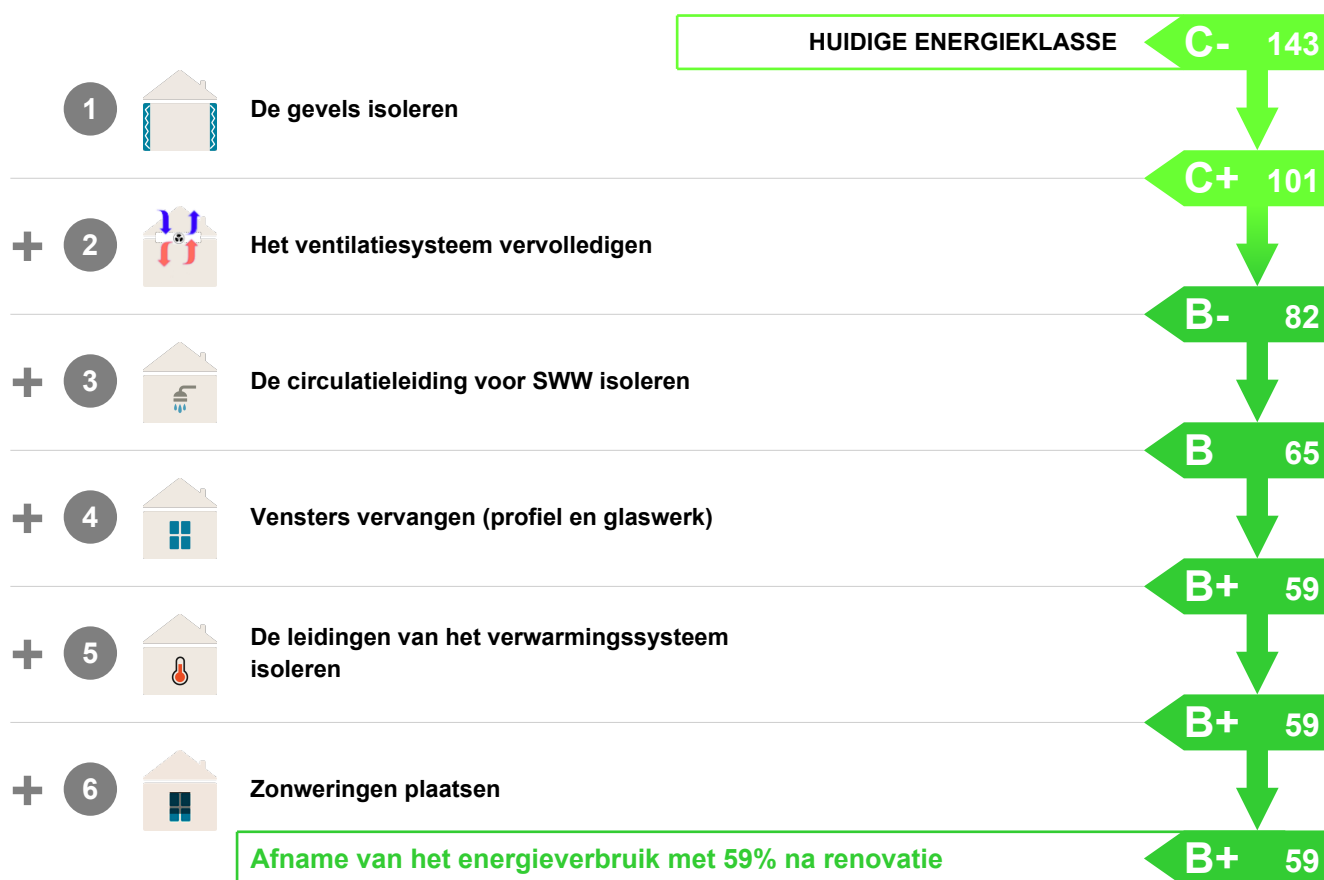 HUIDIGE ENERGIEKLASSE C- 143
1 De gevels isoleren
C+ 101
+ 2 Het ventilatiesysteem vervolledigen
B- 82
+ 3 De circulatieleiding voor SWW isoleren
B 65
+ 4 Vensters vervangen (profiel en glaswerk)
B+ 59
+ 5 De leidingen van het verwarmingssysteem
isoleren
B+ 59
+ 6 Zonweringen plaatsen
Afname van het energieverbruik met 59% na renovatie B+ 59